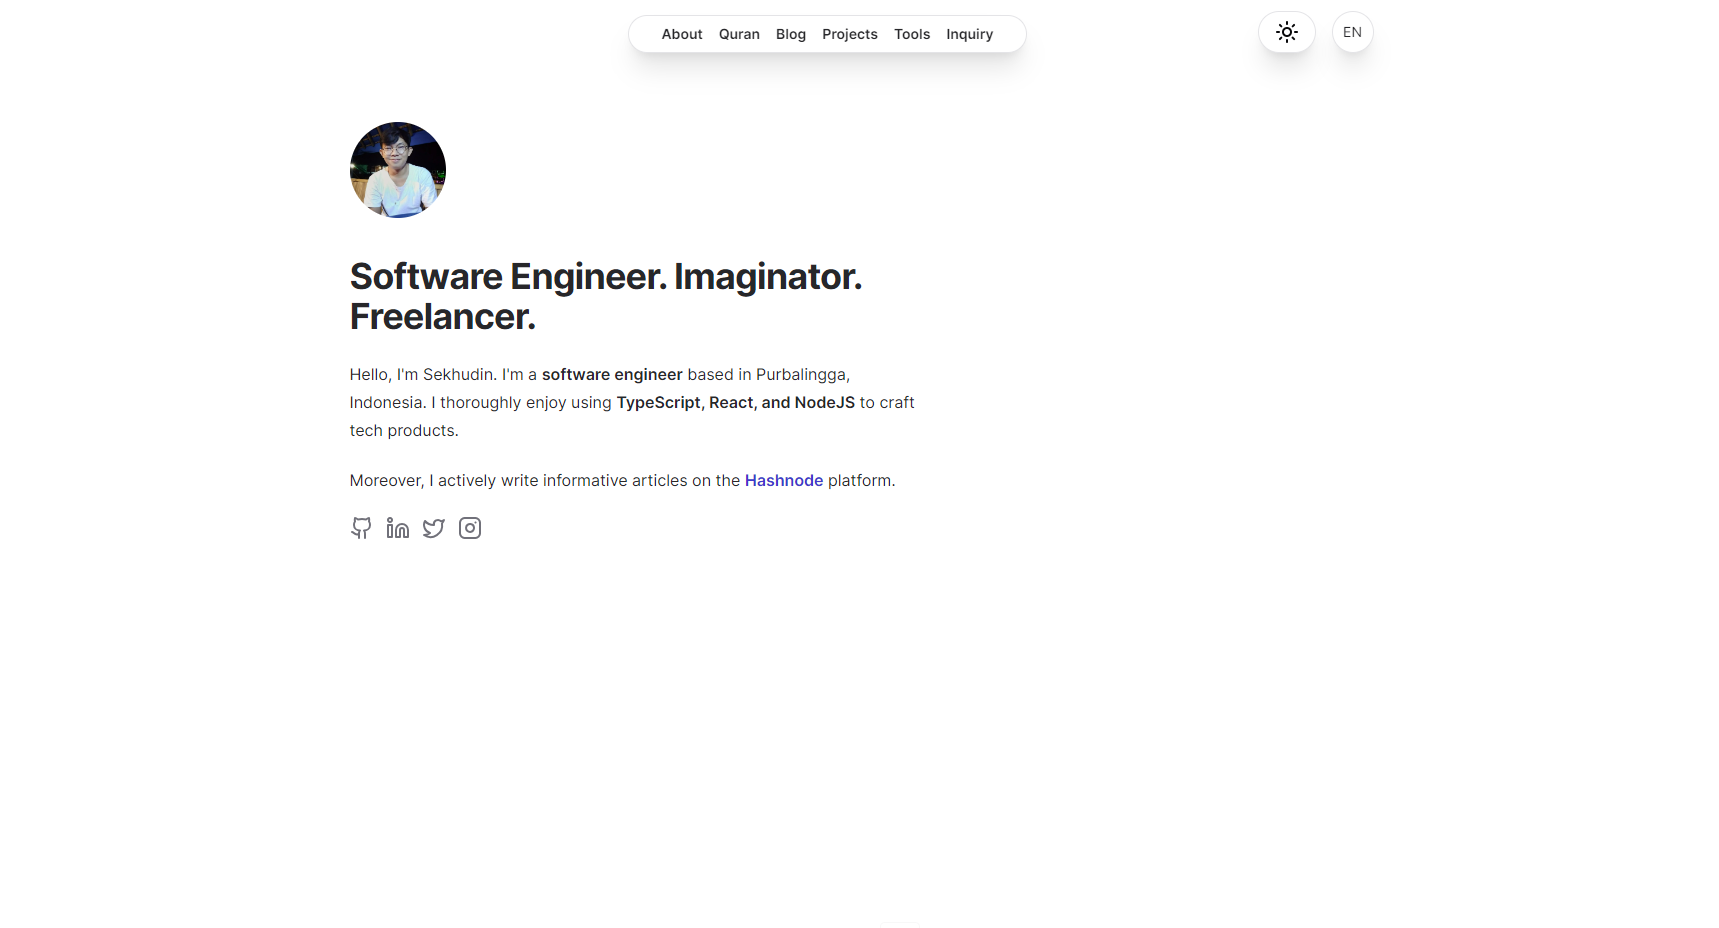 About Quran Blog Projects Tools Inquiry
EN
Software Engineer. Imaginator.
Freelancer.
Hello, I'm Sekhudin. I'm a software engineer based in Purbalingga,
Indonesia. I thoroughly enjoy using TypeScript, React, and NodeJS to craft
tech products.
Moreover, I actively write informative articles on the Hashnode platform.